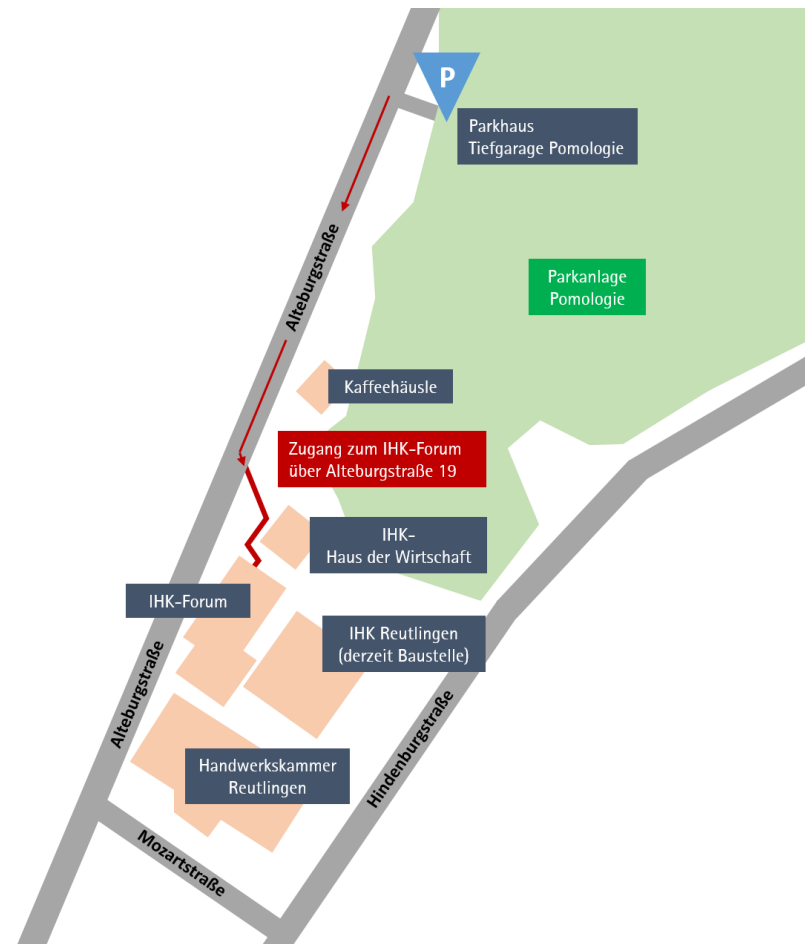 P
Parkhaus
Tiefgarage Pomologie
Alteburgstraße
Parkanlage
Pomologie
Kaffeehäusle
Zugang zum IHK-Forum
über Alteburgstraße 19
IHK-
Haus der Wirtschaft
IHK-Forum
IHK Reutlingen
(derzeit Baustelle)
Alteburgstraße
Hindenburgstraße
Handwerkskammer
Reutlingen
Mozartstraße